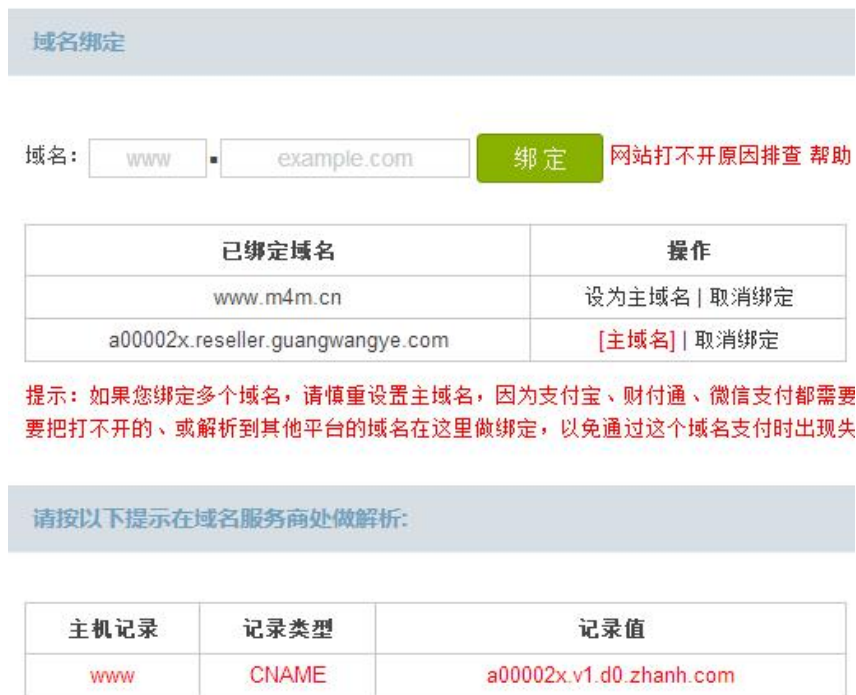 域名绑定
域名: www . example.com 绑定 网站打不开原因排查 帮助
已绑定域名 操作
www.m4m.cn 设为主域名 | 取消绑定
a00002x.reseller.guangwangye.com [主域名] | 取消绑定
提示:如果您绑定多个域名,请慎重设置主域名,因为支付宝、财付通、微信支付都需要
要把打不开的、或解析到其他平台的域名在这里做绑定,以免通过这个域名支付时出现失
请按以下提示在域名服务商处做解析:
主机记录 记录类型 记录值
www CNAME a00002x.v1.d0.zhanh.com